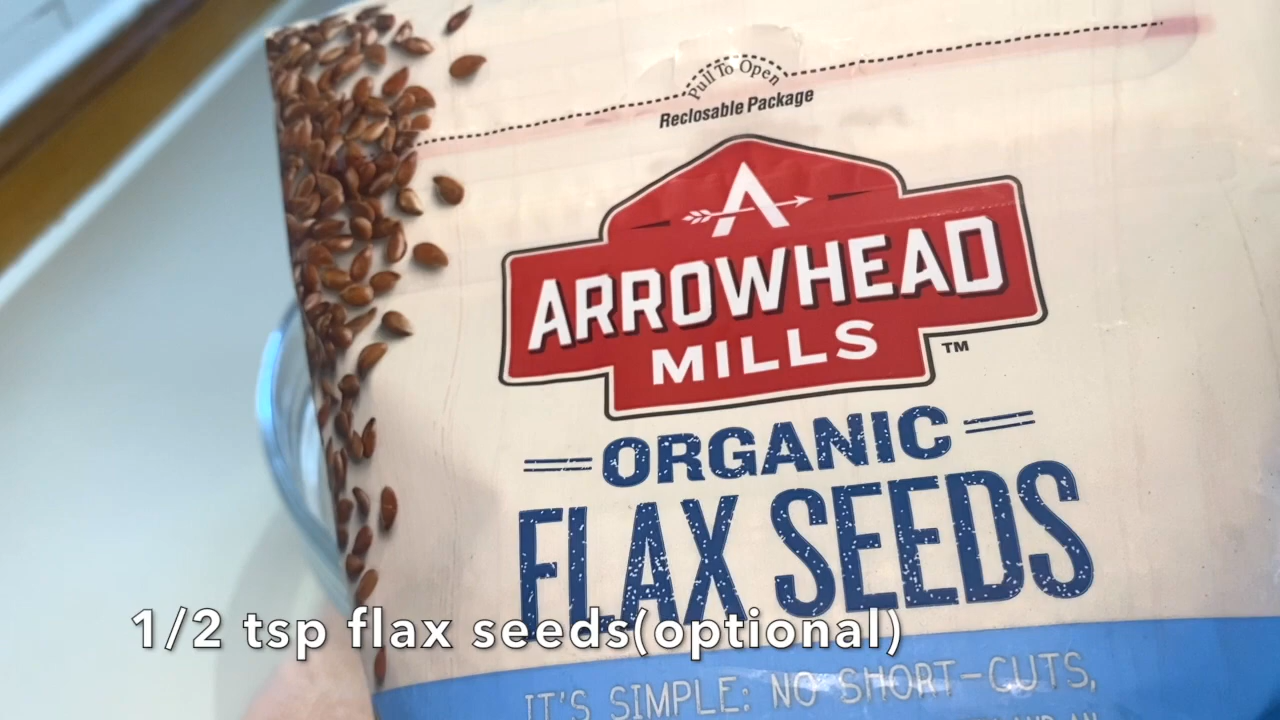 Pull To Open
Reclosable Package
ARROWHEAD
MILLS
TM
ORGANIC
FLAX SEEDS
1/2 tsp flax seeds(optional)
IT'S SIMPLE: NO SHORT-CUTS,